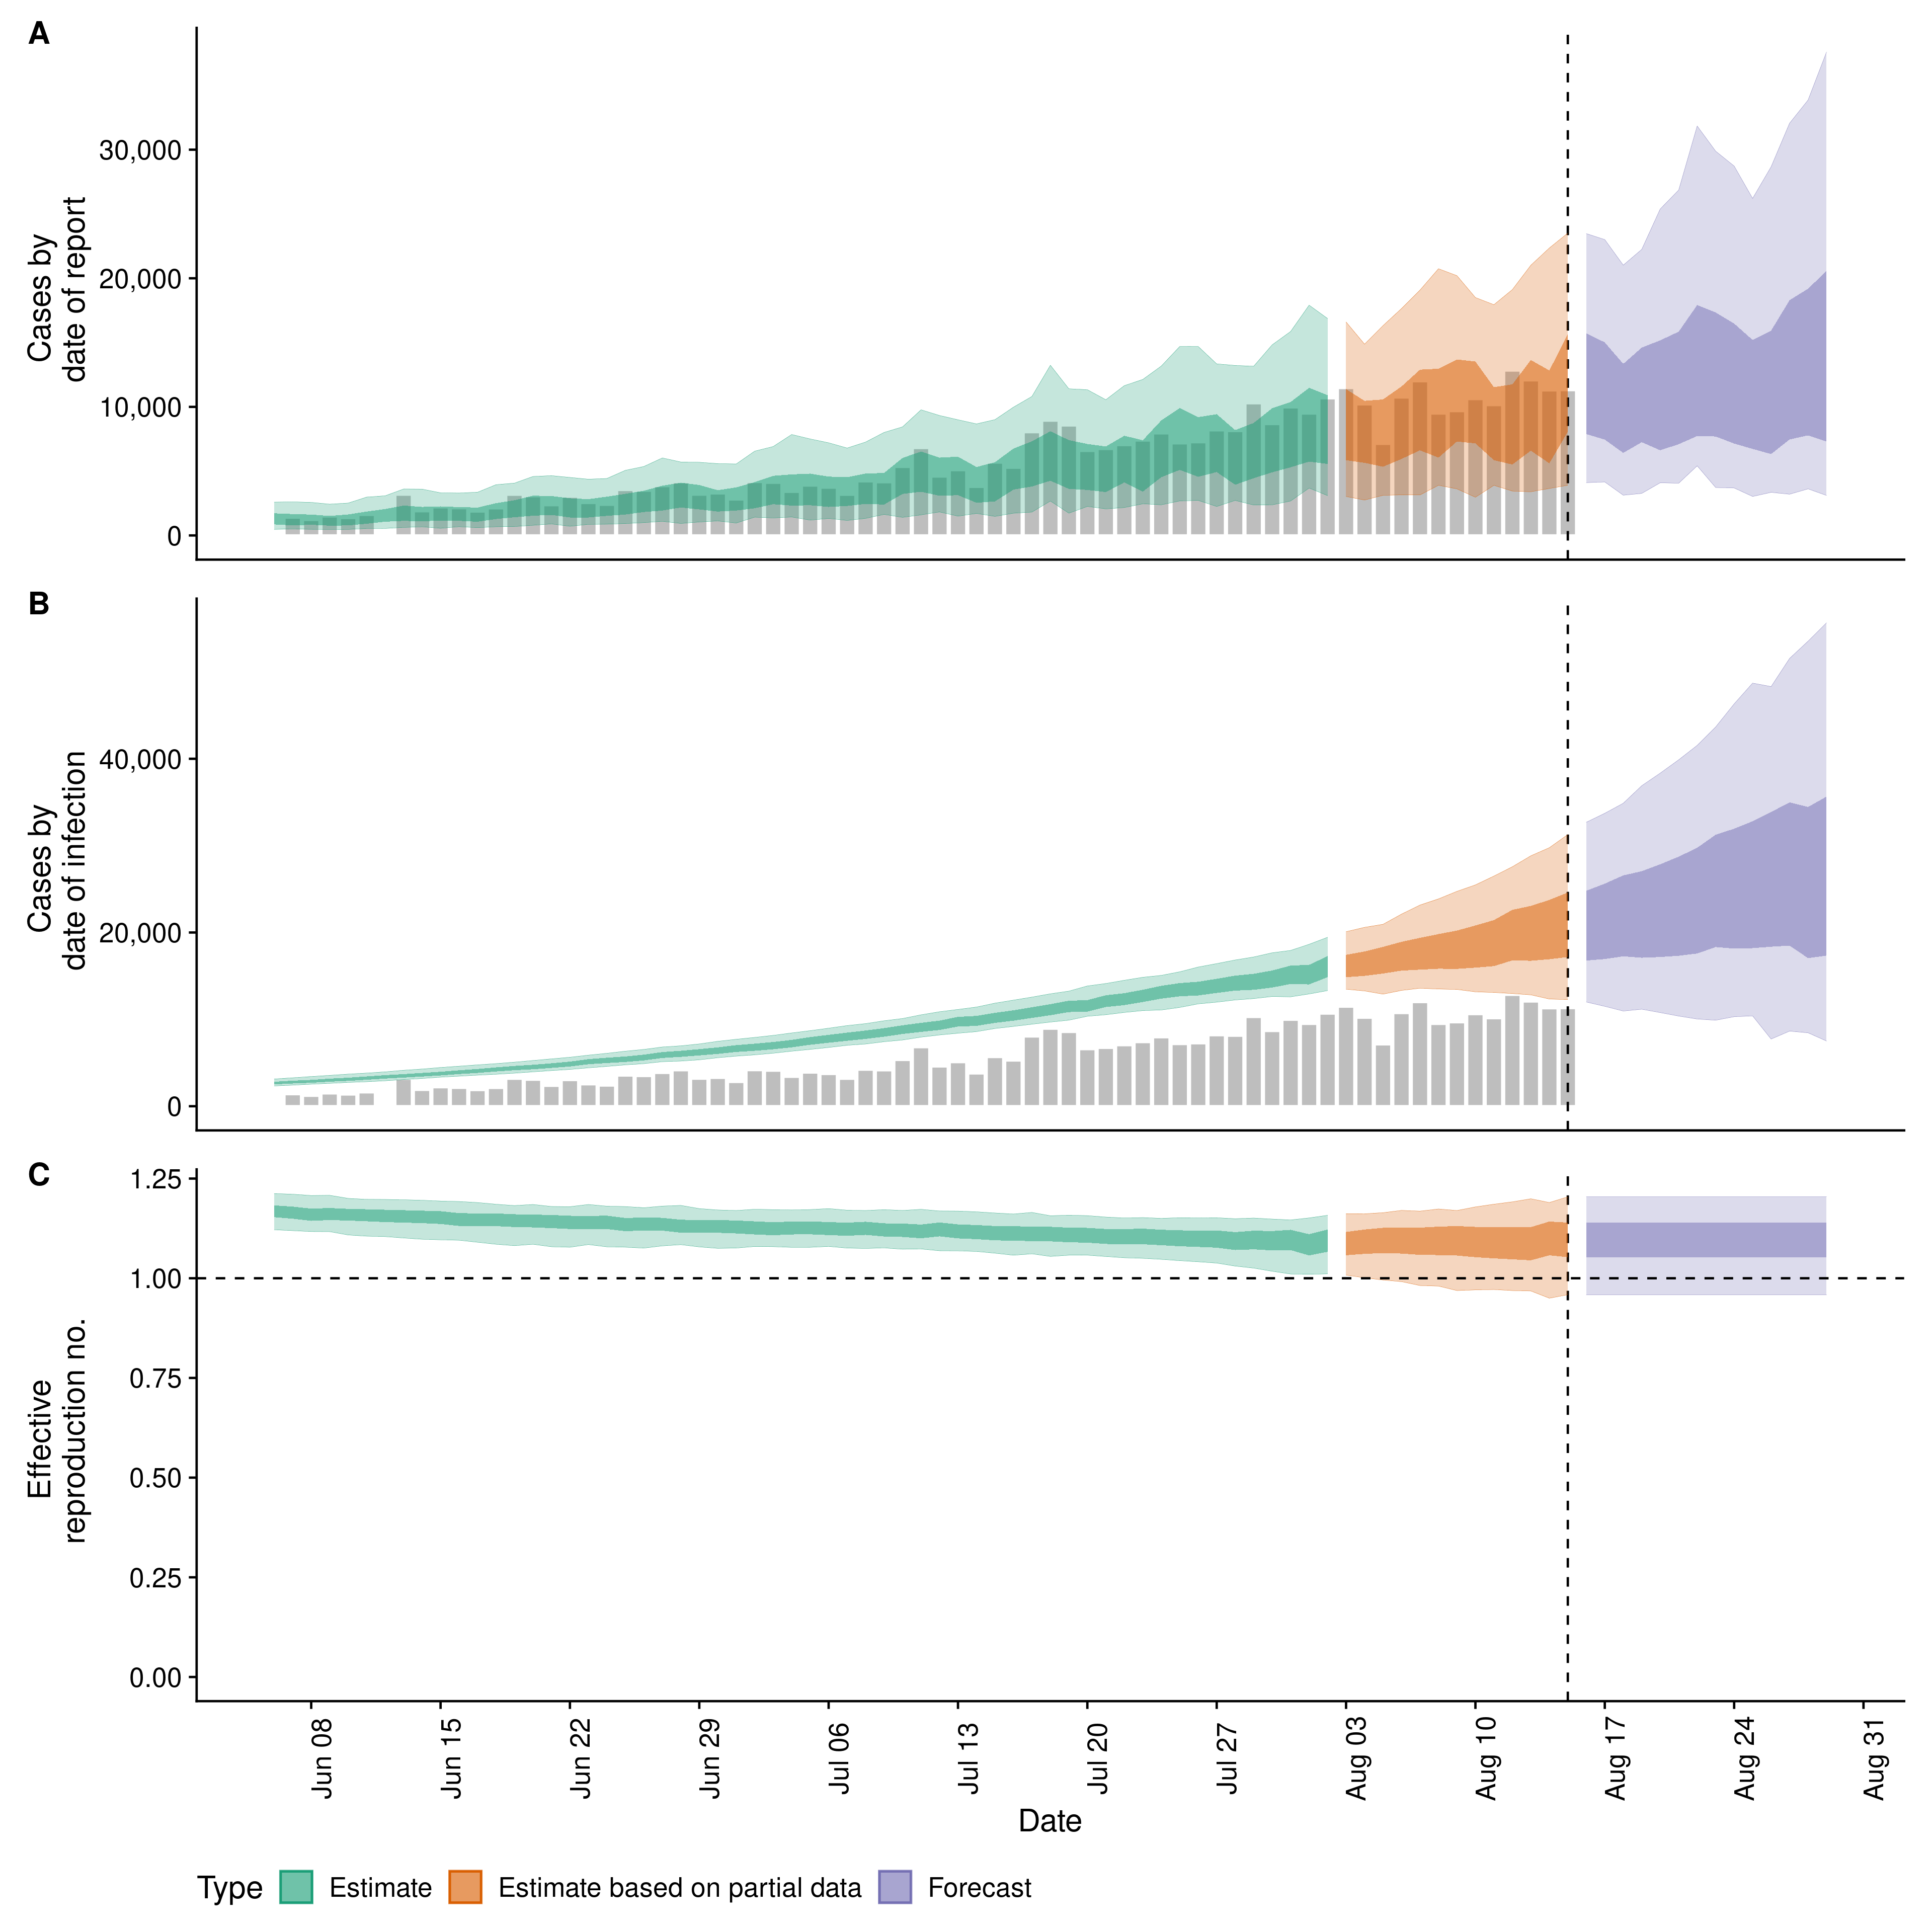 A
Cases by
date of report
30,000
20,000
10,000
0
B
Cases by
date of infection
40,000
20,000
0
C
Effective
reproduction no.
1.25
1.00
0.75
0.50
0.25
0.00
Jun 08
Jun 15
Jun 22
Jun 29
Jul 06
Jul 13
Jul 20
Jul 27
Aug 03
Aug 10
Aug 17
Aug 24
Aug 31
Date
Type
Estimate
Estimate based on partial data
Forecast